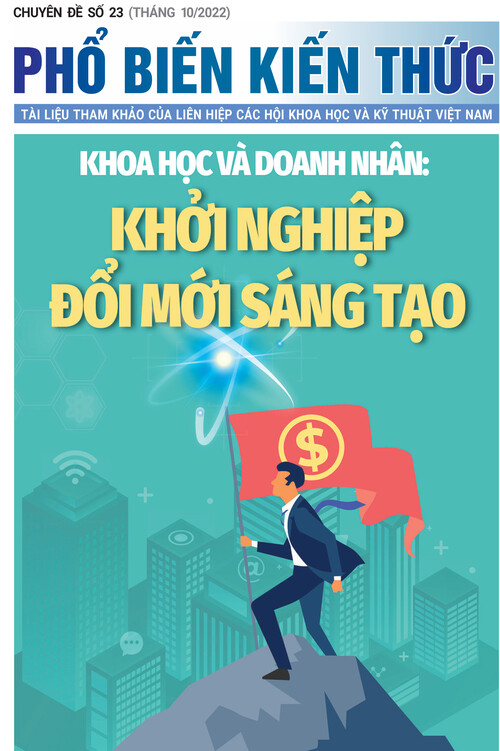 CHUYÊN ĐỀ SỐ 23 (THÁNG 10/2022)
PHỔ BIẾN KIẾN THỨC
TÀI LIỆU THAM KHẢO CỦA LIÊN HIỆP CÁC HỘI KHOA HỌC VÀ KỸ THUẬT VIỆT NAM
KHOA HỌC VÀ DOANH NHÂN:
KHỞI NGHIỆP
ĐỔI MỚI SÁNG TẠO
$
@